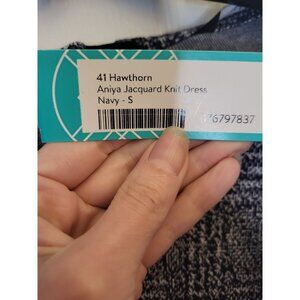 41 Hawthorn
Aniya Jacquard Knit Dress
Navy - S
76797837